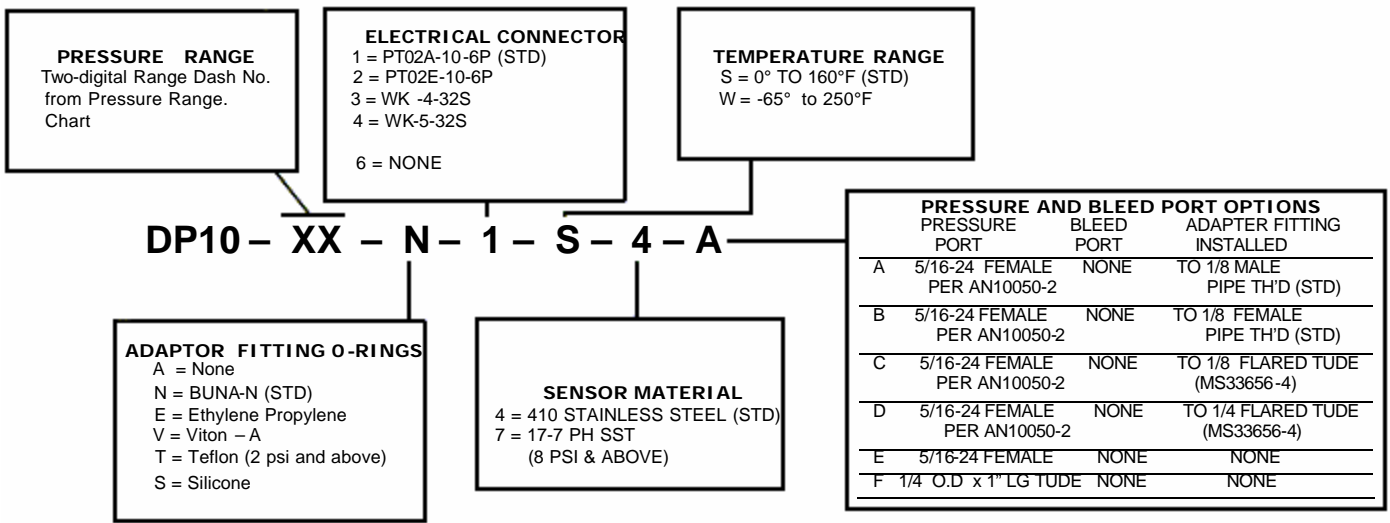 PRESSURE RANGE
Two-digital Range Dash No.
from Pressure Range.
Chart
ELECTRICAL CONNECTOR
1 = PT02A-10-6P (STD)
2 = PT02E-10-6P
3 = WK -4-32S
4 = WK-5-32S
6 = NONE
TEMPERATURE RANGE
S = 0° TO 160°F (STD)
W = -65° to 250°F
DP10 – XX – N – 1 – S – 4 – A
PRESSURE AND BLEED PORT OPTIONS
PRESSURE BLEED ADAPTER FITTING
PORT PORT INSTALLED
A 5/16-24 FEMALE NONE TO 1/8 MALE
PER AN10050-2 PIPE TH'D (STD)
B 5/16-24 FEMALE NONE TO 1/8 FEMALE
PER AN10050-2 PIPE TH'D (STD)
C 5/16-24 FEMALE NONE TO 1/8 FLARED TUDE
PER AN10050-2 (MS33656-4)
D 5/16-24 FEMALE NONE TO 1/4 FLARED TUDE
PER AN10050-2 (MS33656-4)
E 5/16-24 FEMALE NONE NONE
F 1/4 O.D x 1" LG TUDE NONE NONE
ADAPTOR FITTING 0-RINGS
A = None
N = BUNA-N (STD)
E = Ethylene Propylene
V = Viton – A
T = Teflon (2 psi and above)
S = Silicone
SENSOR MATERIAL
4 = 410 STAINLESS STEEL (STD)
7 = 17-7 PH SST
(8 PSI & ABOVE)